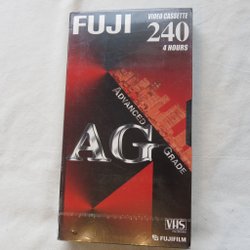 FUJI
VIDEO CASSETTE
240
4 HOURS
ADVANCED
GRADE
AG
VHS
FUJIFILM